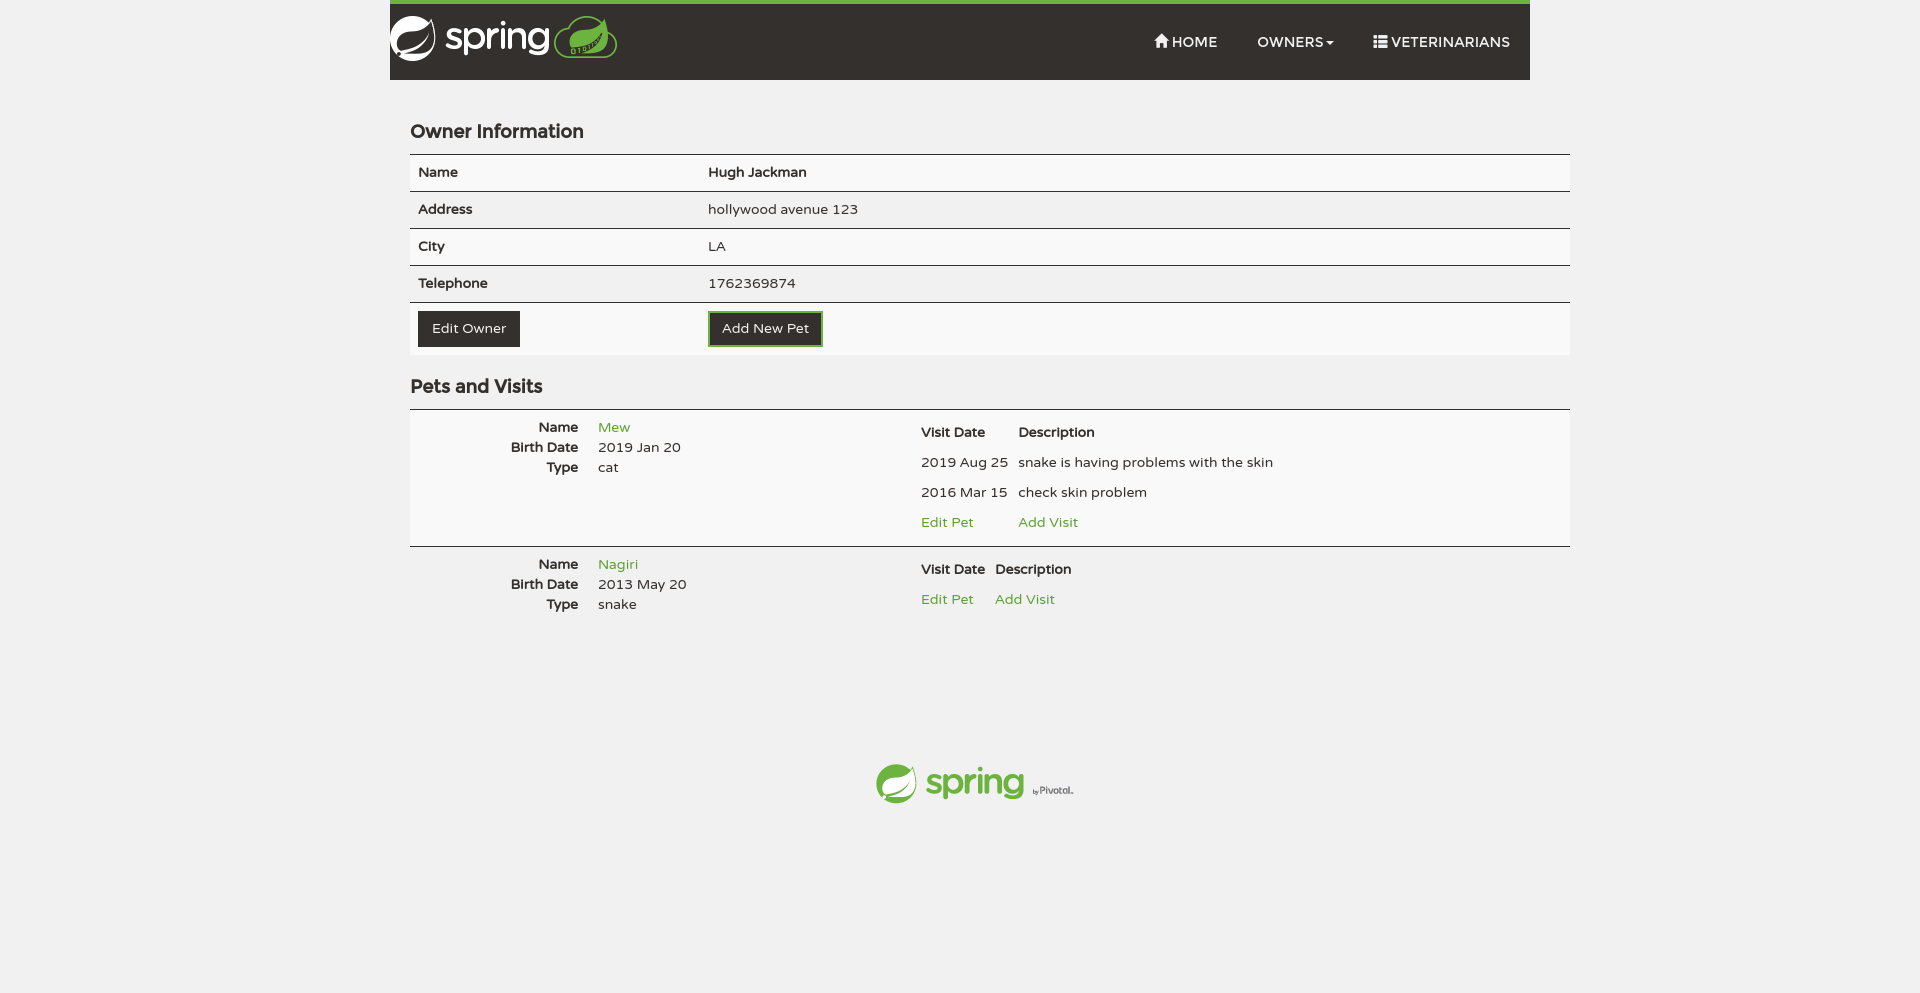 spring
HOME OWNERS VETERINARIANS
Owner Information
Name Hugh Jackman
Address hollywood avenue 123
City LA
Telephone 1762369874
Edit Owner Add New Pet
Pets and Visits
Name Mew
Birth Date 2019 Jan 20
Type cat
Visit Date Description
2019 Aug 25 snake is having problems with the skin
2016 Mar 15 check skin problem
Edit Pet Add Visit
Name Nagiri
Birth Date 2013 May 20
Type snake
Visit Date Description
Edit Pet Add Visit
spring by Pivotal